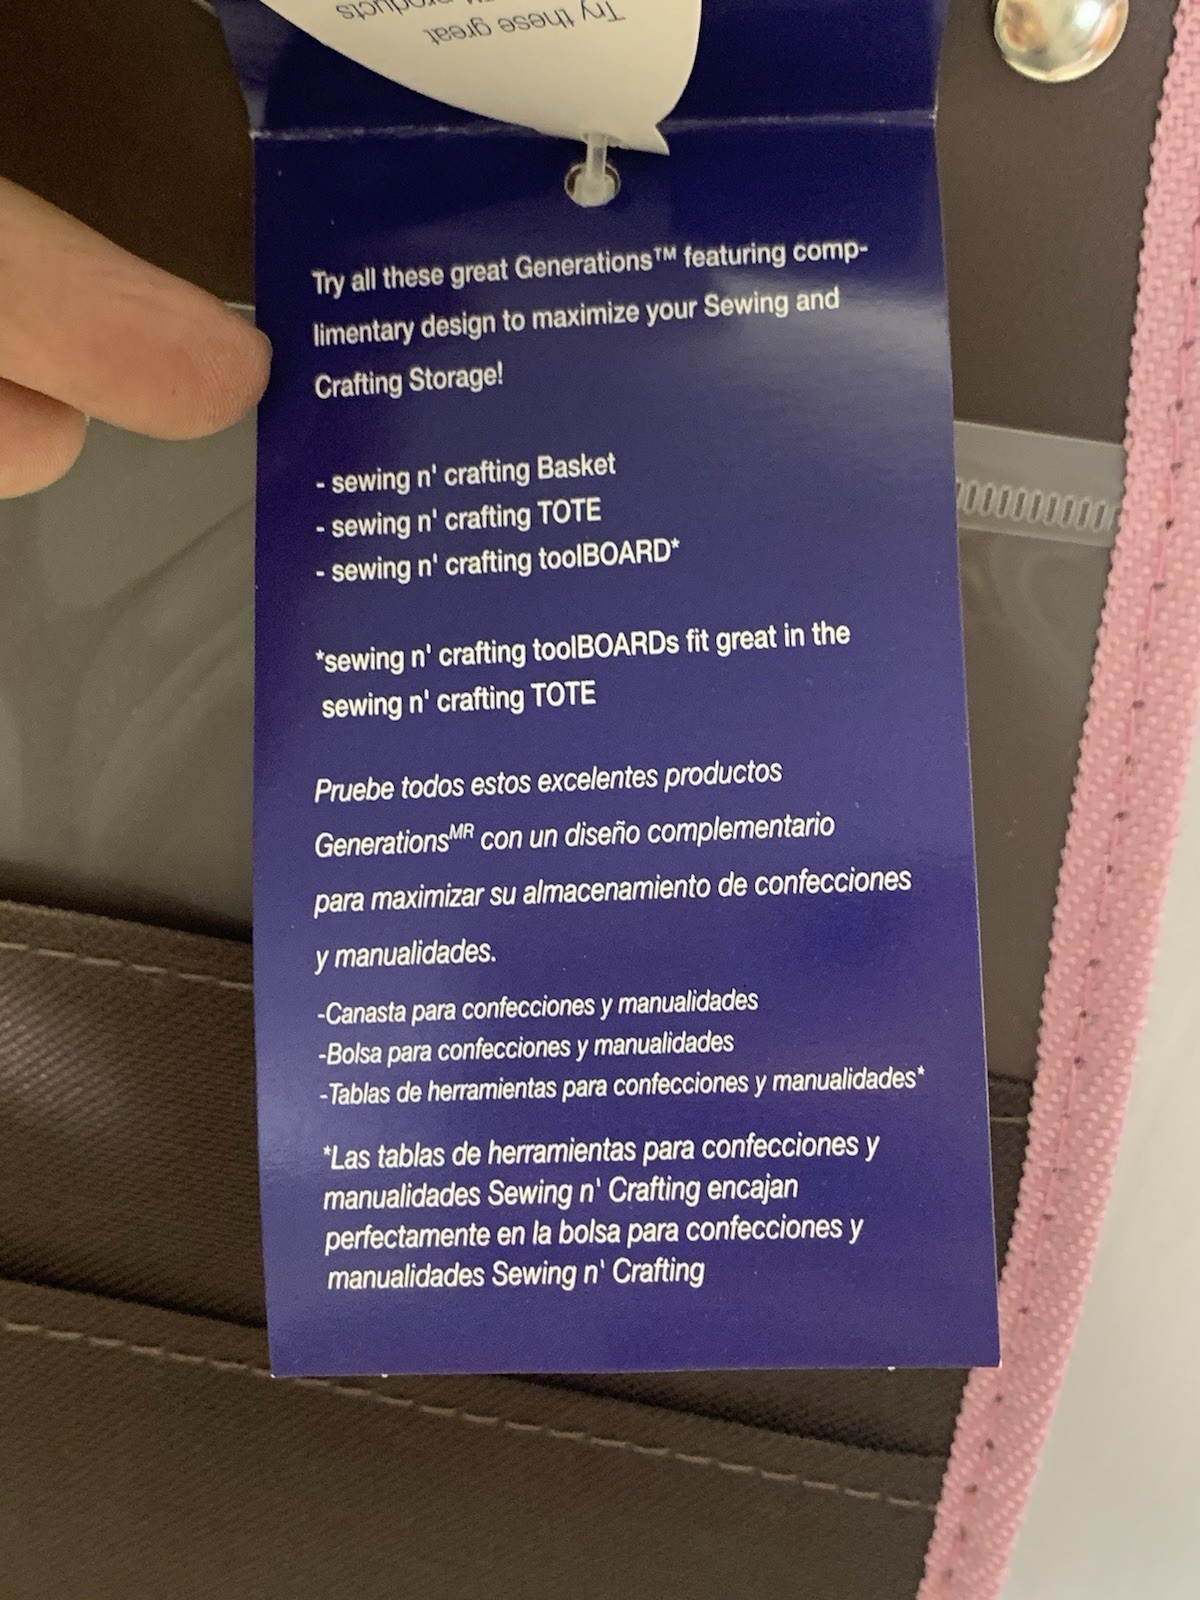 Try these great
products
Try all these great Generations™ featuring comp-
limentary design to maximize your Sewing and
Crafting Storage!
- sewing n' crafting Basket
- sewing n' crafting TOTE
- sewing n' crafting toolBOARD*
*sewing n' crafting toolBOARDs fit great in the
sewing n' crafting TOTE
Pruebe todos estos excelentes productos
Generationsᴹᴿ con un diseño complementario
para maximizar su almacenamiento de confecciones
y manualidades.
-Canasta para confecciones y manualidades
-Bolsa para confecciones y manualidades
-Tablas de herramientas para confecciones y manualidades*
*Las tablas de herramientas para confecciones y
manualidades Sewing n' Crafting encajan
perfectamente en la bolsa para confecciones y
manualidades Sewing n' Crafting